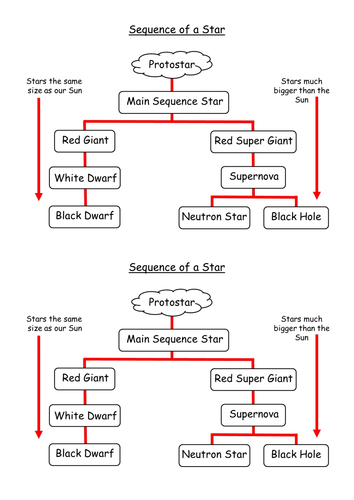 Sequence of a Star
Protostar
Stars the same
size as our Sun
Stars much
bigger than the
Sun
Main Sequence Star
Red Giant
Red Super Giant
White Dwarf
Supernova
Black Dwarf
Neutron Star
Black Hole
Sequence of a Star
Protostar
Stars the same
size as our Sun
Stars much
bigger than the
Sun
Main Sequence Star
Red Giant
Red Super Giant
White Dwarf
Supernova
Black Dwarf
Neutron Star
Black Hole